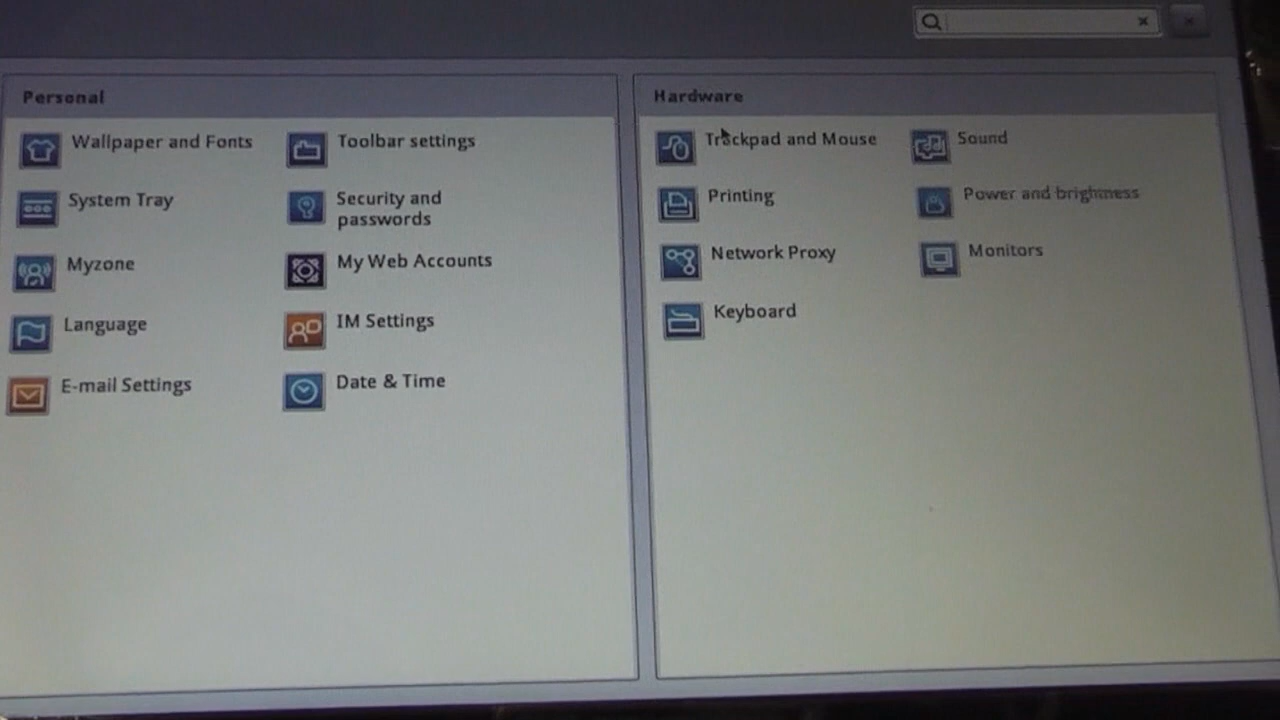 Personal
Wallpaper and Fonts
Toolbar settings
System Tray
Security and
passwords
Myzone
My Web Accounts
Language
IM Settings
E-mail Settings
Date & Time
Hardware
Trackpad and Mouse
Sound
Printing
Power and brightness
Network Proxy
Monitors
Keyboard